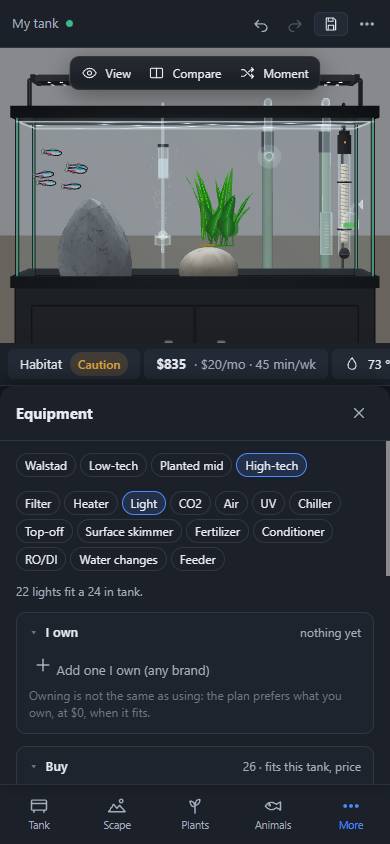 My tank
View Compare Moment
Habitat Caution $835 · $20/mo · 45 min/wk 73 °
Equipment
Walstad Low-tech Planted mid High-tech
Filter Heater Light CO2 Air UV Chiller
Top-off Surface skimmer Fertilizer Conditioner
RO/DI Water changes Feeder
22 lights fit a 24 in tank.
I own nothing yet
Add one I own (any brand)
Owning is not the same as using: the plan prefers what you
own, at $0, when it fits.
Buy 26 · fits this tank, price
Tank Scape Plants Animals More